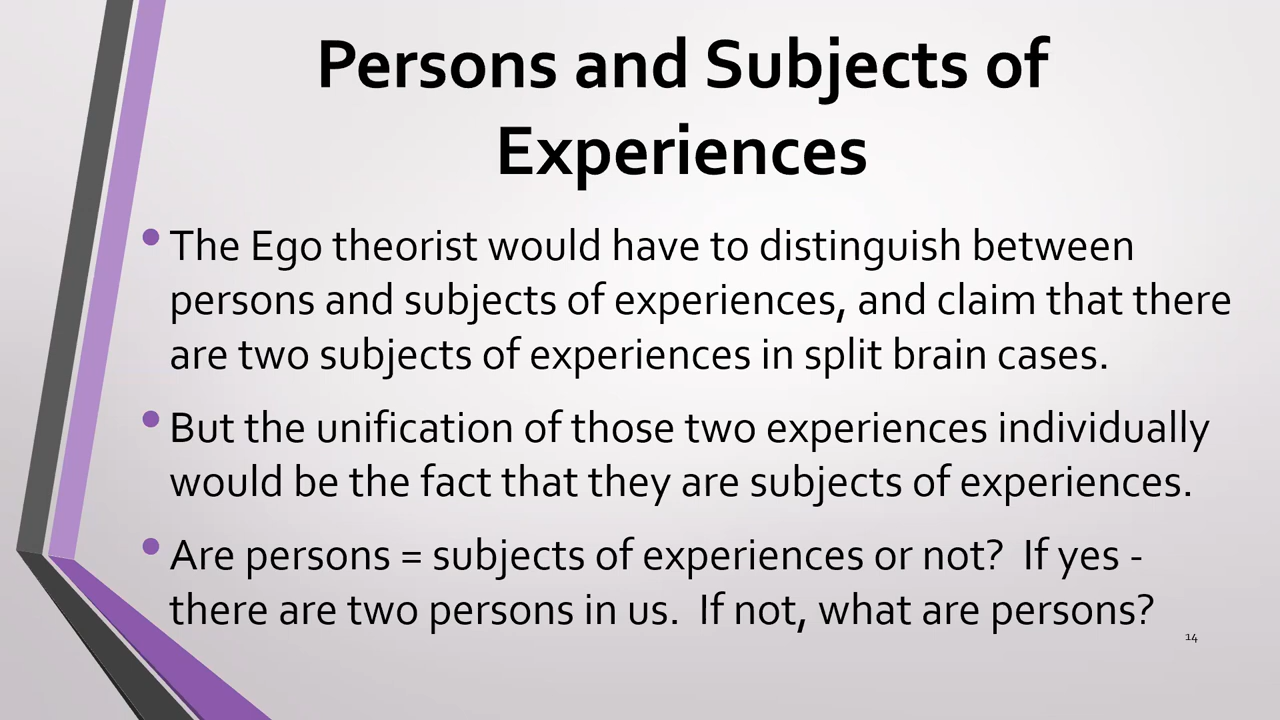 Persons and Subjects of
Experiences
• The Ego theorist would have to distinguish between
persons and subjects of experiences, and claim that there
are two subjects of experiences in split brain cases.
• But the unification of those two experiences individually
would be the fact that they are subjects of experiences.
• Are persons = subjects of experiences or not?  If yes -
there are two persons in us.  If not, what are persons?
14